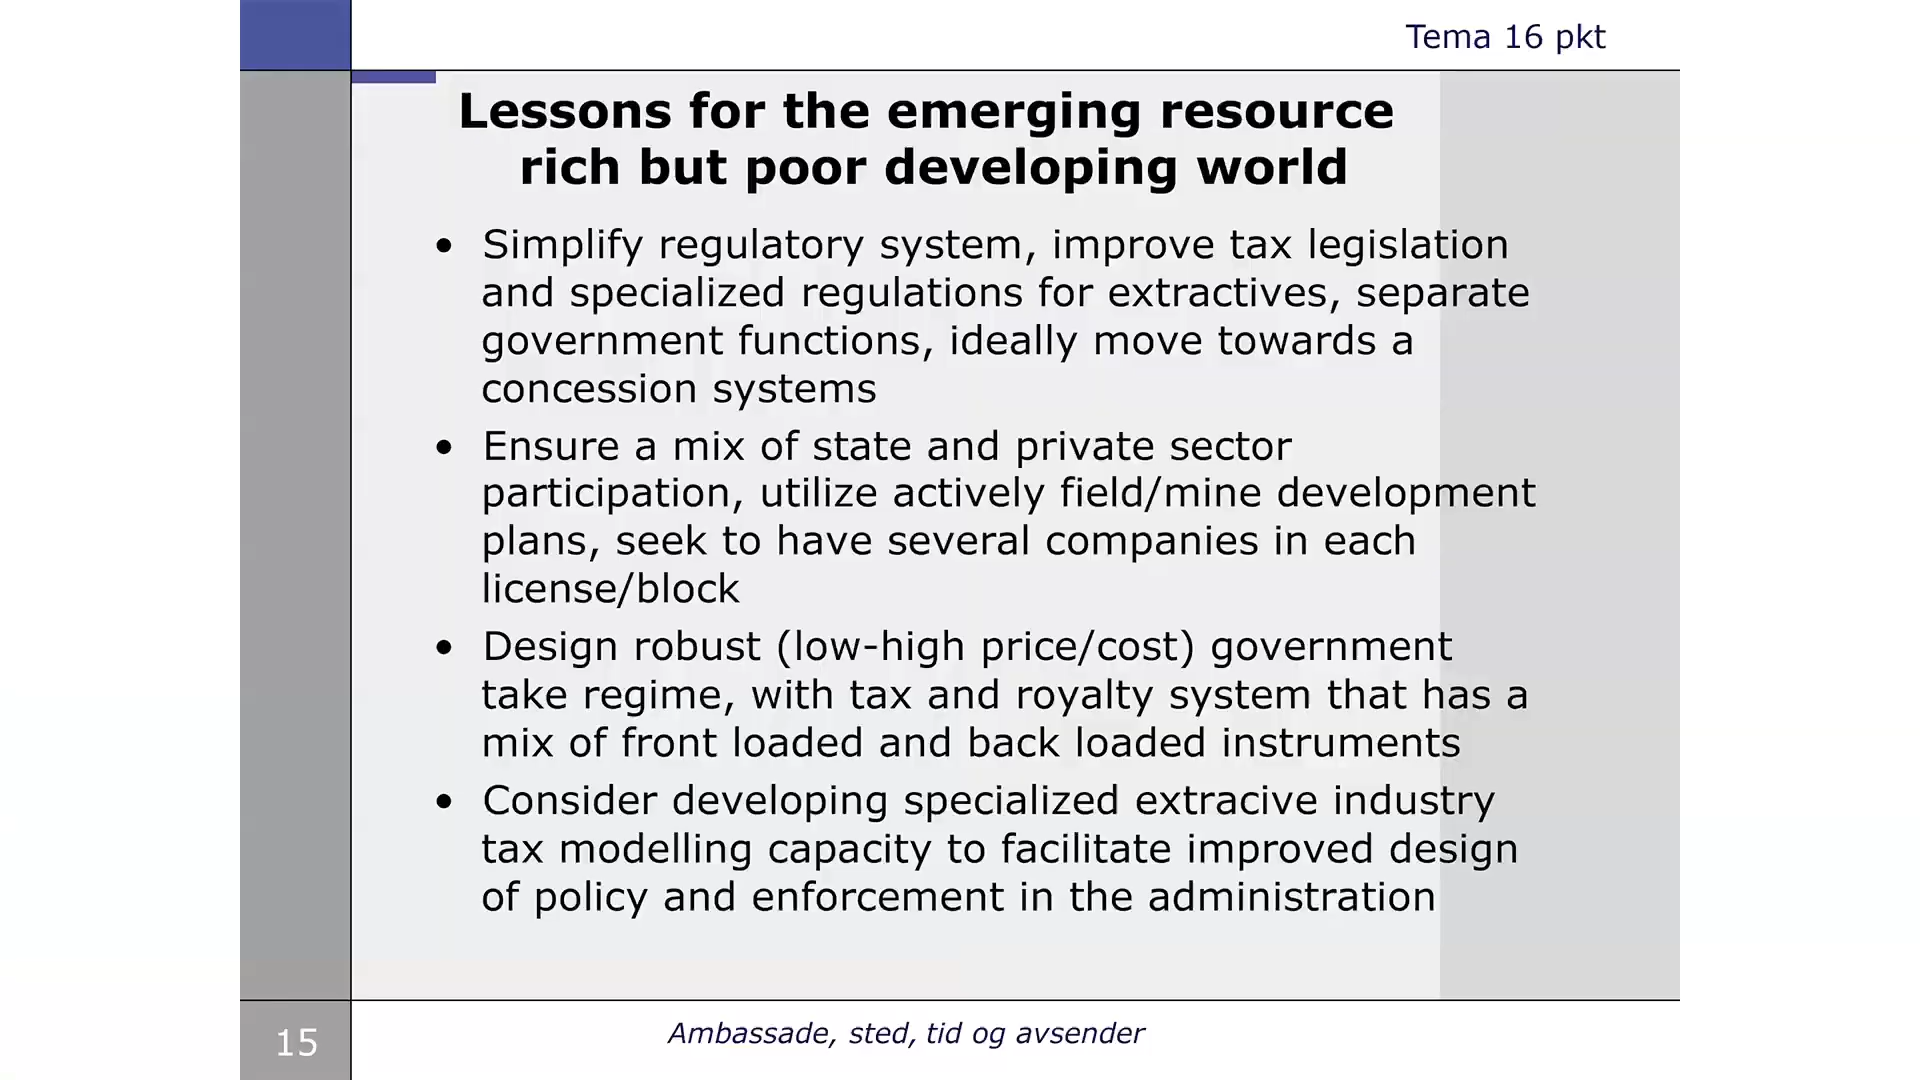 Tema 16 pkt
Lessons for the emerging resource
rich but poor developing world
• Simplify regulatory system, improve tax legislation
and specialized regulations for extractives, separate
government functions, ideally move towards a
concession systems
• Ensure a mix of state and private sector
participation, utilize actively field/mine development
plans, seek to have several companies in each
license/block
• Design robust (low-high price/cost) government
take regime, with tax and royalty system that has a
mix of front loaded and back loaded instruments
• Consider developing specialized extracive industry
tax modelling capacity to facilitate improved design
of policy and enforcement in the administration
15
Ambassade, sted, tid og avsender